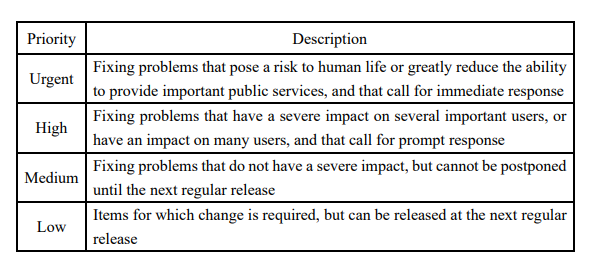 Priority Description
Urgent Fixing problems that pose a risk to human life or greatly reduce the ability
to provide important public services, and that call for immediate response
High Fixing problems that have a severe impact on several important users, or
have an impact on many users, and that call for prompt response
Medium Fixing problems that do not have a severe impact, but cannot be postponed
until the next regular release
Low Items for which change is required, but can be released at the next regular
release